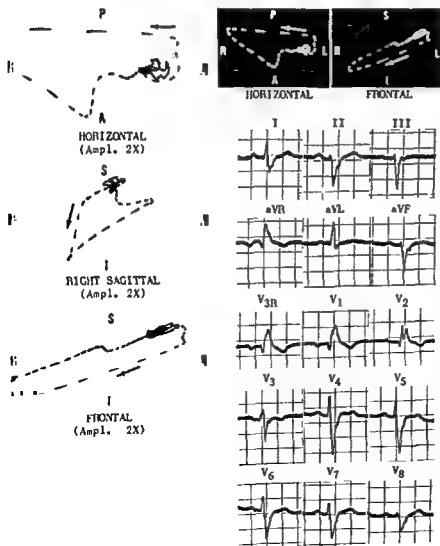 P
R
A
HORIZONTAL
(Ampl. 2X)
S
I
RIGHT SAGITTAL
(Ampl. 2X)
S
R
I
FRONTAL
(Ampl. 2X)
P S
R L R L
A I
HORIZONTAL FRONTAL
I II III
aVR aVL aVF
V3R V1 V2
V3 V4 V5
V6 V7 V8